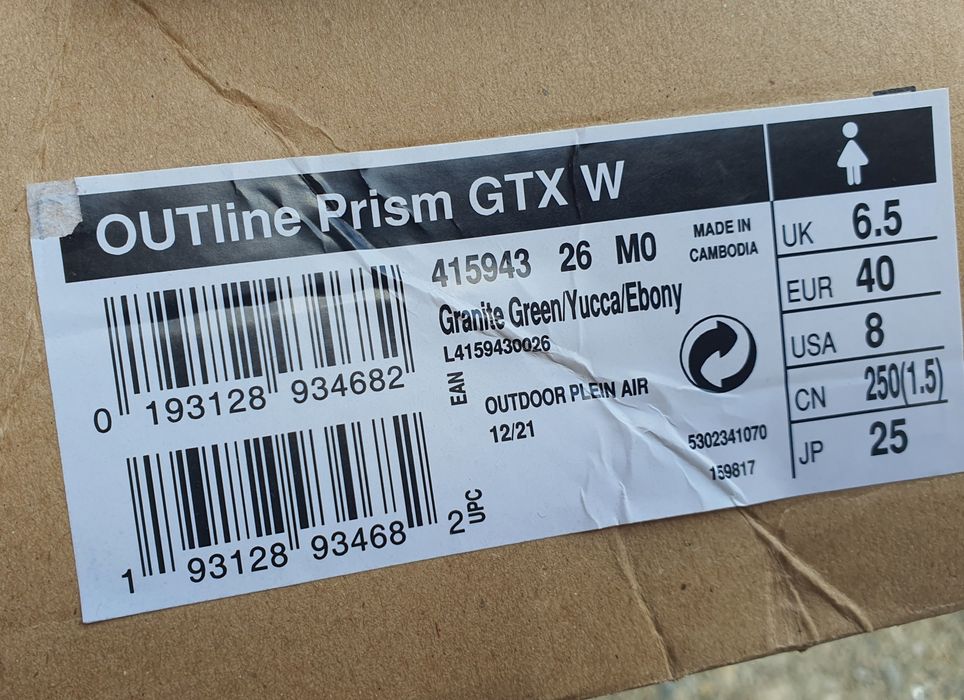 OUTline Prism GTX W
415943 26 M0
MADE IN
CAMBODIA
Granite Green/Yucca/Ebony
L4159430026
EAN
0 193128 934682
OUTDOOR PLEIN AIR
12/21
5302341070
159817
1 93128 93468 2
UPC
UK 6.5
EUR 40
USA 8
CN 250(1.5)
JP 25